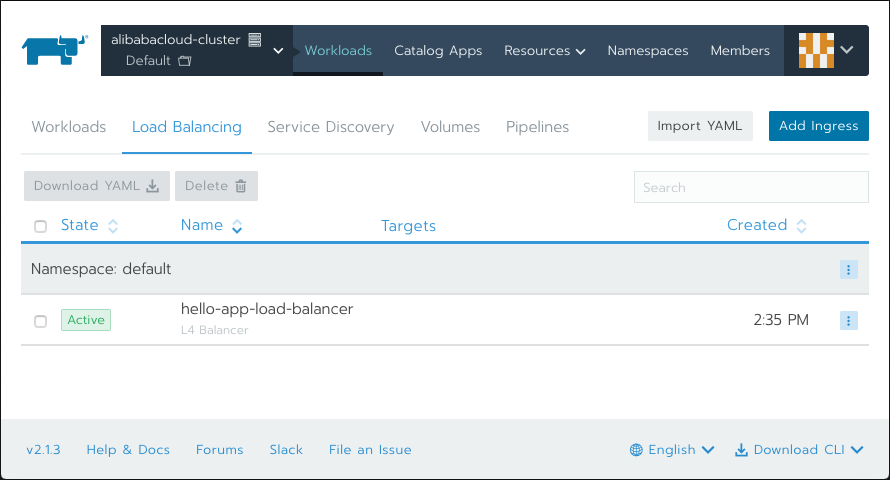 alibabacloud-cluster
Default
Workloads Catalog Apps Resources Namespaces Members
Workloads Load Balancing Service Discovery Volumes Pipelines Import YAML Add Ingress
Download YAML Delete Search
State Name Targets Created
Namespace: default
Active hello-app-load-balancer 2:35 PM
L4 Balancer
v2.1.3 Help & Docs Forums Slack File an Issue English Download CLI